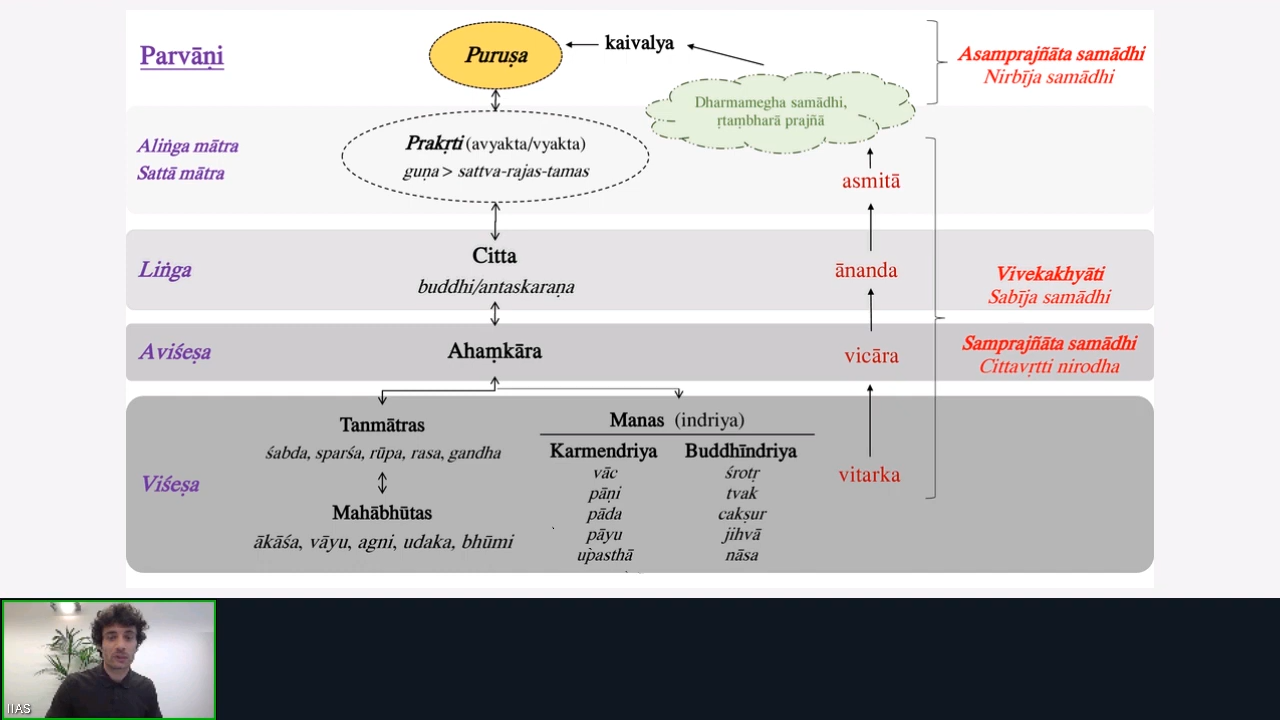 Parvāṇi
Puruṣa
kaivalya
Asamprajñāta samādhi
Nirbīja samādhi
Dharmamegha samādhi,
ṛtaṃbharā prajñā
Aliṅga mātra
Sattā mātra
Prakṛti (avyakta/vyakta)
guṇa > sattva-rajas-tamas
asmitā
Liṅga
Citta
buddhi/antaskaraṇa
ānanda
Vivekakhyāti
Sabīja samādhi
Aviśeṣa
Ahaṃkāra
vicāra
Samprajñāta samādhi
Cittavṛtti nirodha
Viśeṣa
Tanmātras
śabda, sparśa, rūpa, rasa, gandha
Mahābhūtas
ākāśa, vāyu, agni, udaka, bhūmi
Manas (indriya)
Karmendriya Buddhīndriya
vāc śrotṛ
pāṇi tvak
pāda cakṣur
pāyu jihvā
upasthā nāsa
vitarka
IIAS